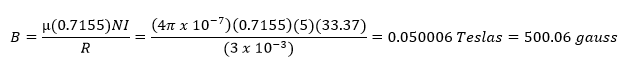 B = μ(0.7155)NI / R = (4π x 10⁻⁷)(0.7155)(5)(33.37) / (3 x 10⁻³) = 0.050006 Teslas = 500.06 gauss